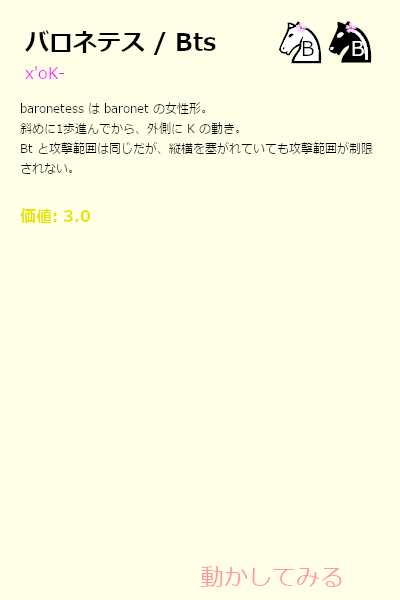 バロネテス / Bts
x'oK-
B B
baronetess は baronet の女性形。
斜めに1歩進んでから、外側に K の動き。
Bt と攻撃範囲は同じだが、縦横を塞がれていても攻撃範囲が制限
されない。
価値: 3.0
動かしてみる